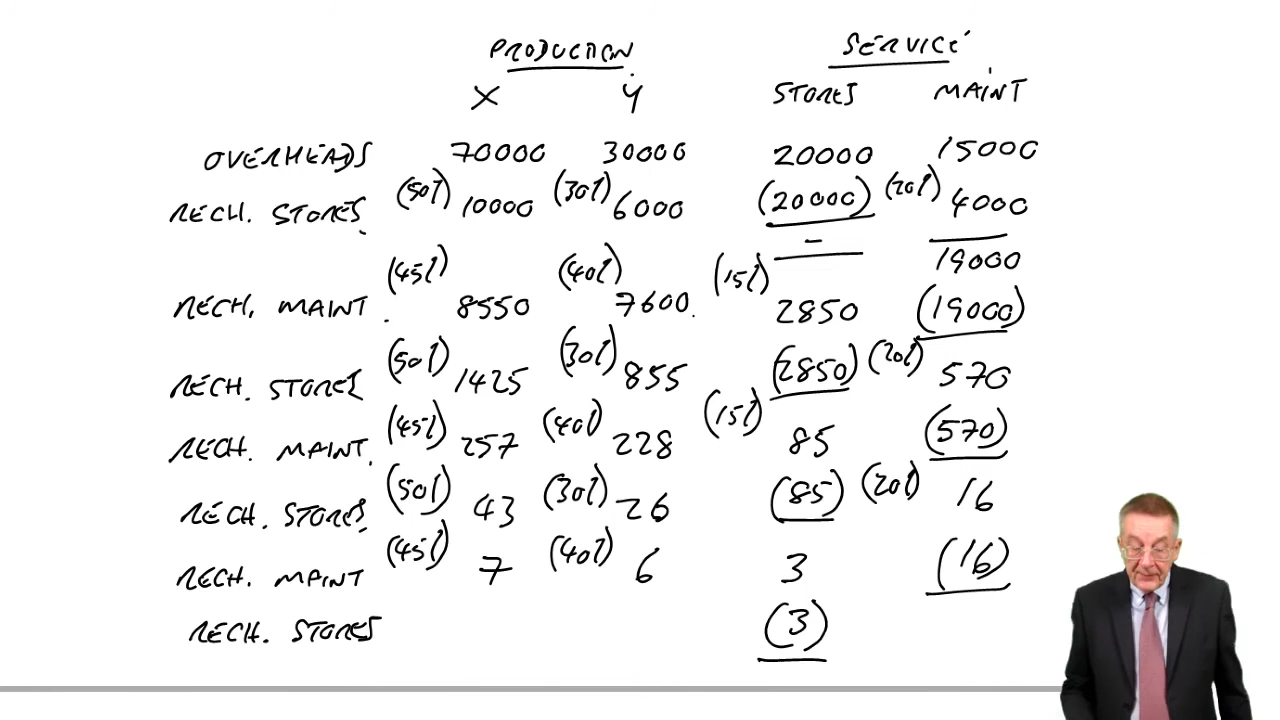 PRODUCTION SERVICE
X Y STORES MAINT
OVERHEADS 70000 30000 20000 15000
RECH. STORES (50%) 10000 (30%) 6000 (20000) (20%) 4000
- 19000
RECH. MAINT (45%) 8550 (40%) 7600 (15%) 2850 (19000)
RECH. STORES (50%) 1425 (30%) 855 (2850) (20%) 570
RECH. MAINT. (45%) 257 (40%) 228 (15%) 85 (570)
RECH. STORES (50%) 43 (30%) 26 (85) (20%) 16
RECH. MAINT (45%) 7 (40%) 6 3 (16)
RECH. STORES (3)